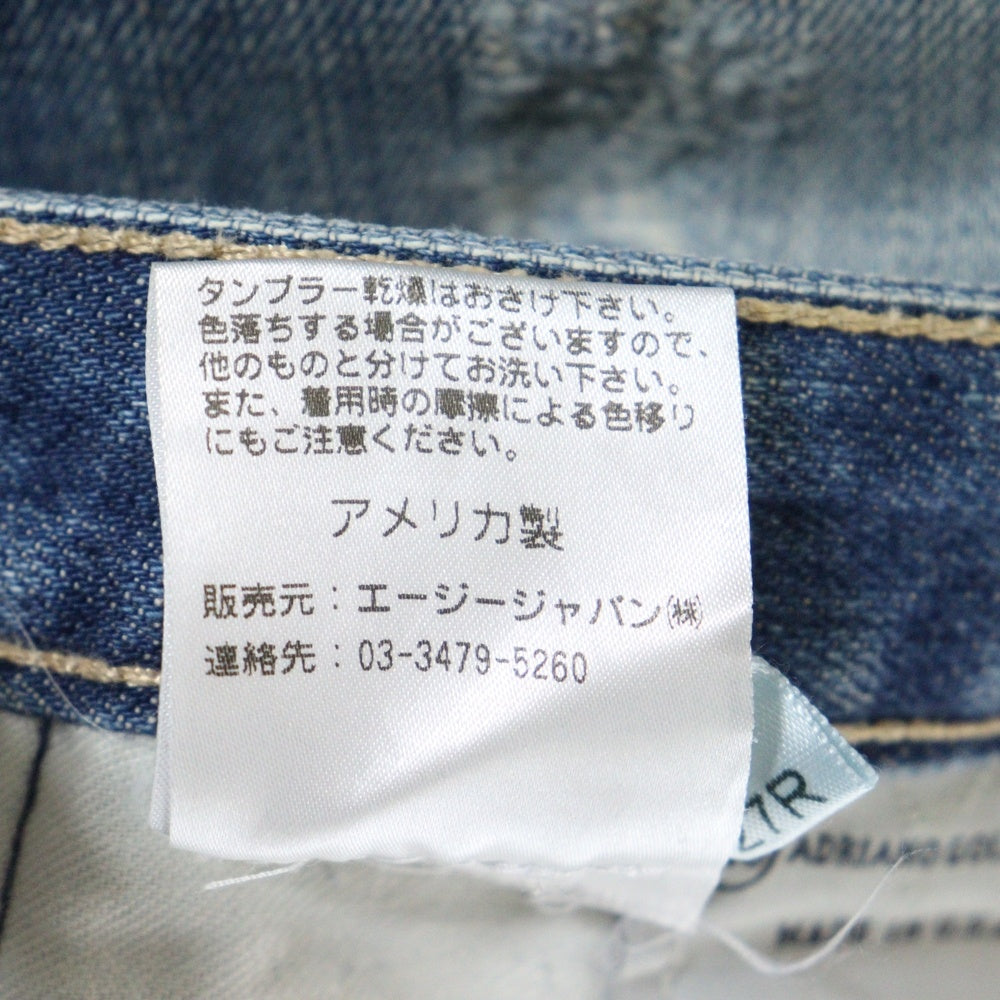 タンブラー乾燥はおさけ下さい。
色落ちする場合がございますので、
他のものと分けてお洗い下さい。
また、着用時の摩擦による色移り
にもご注意ください。
アメリカ製
販売元：エージージャパン㈱
連絡先：03-3479-5260
27R
ADRIANO
MADE